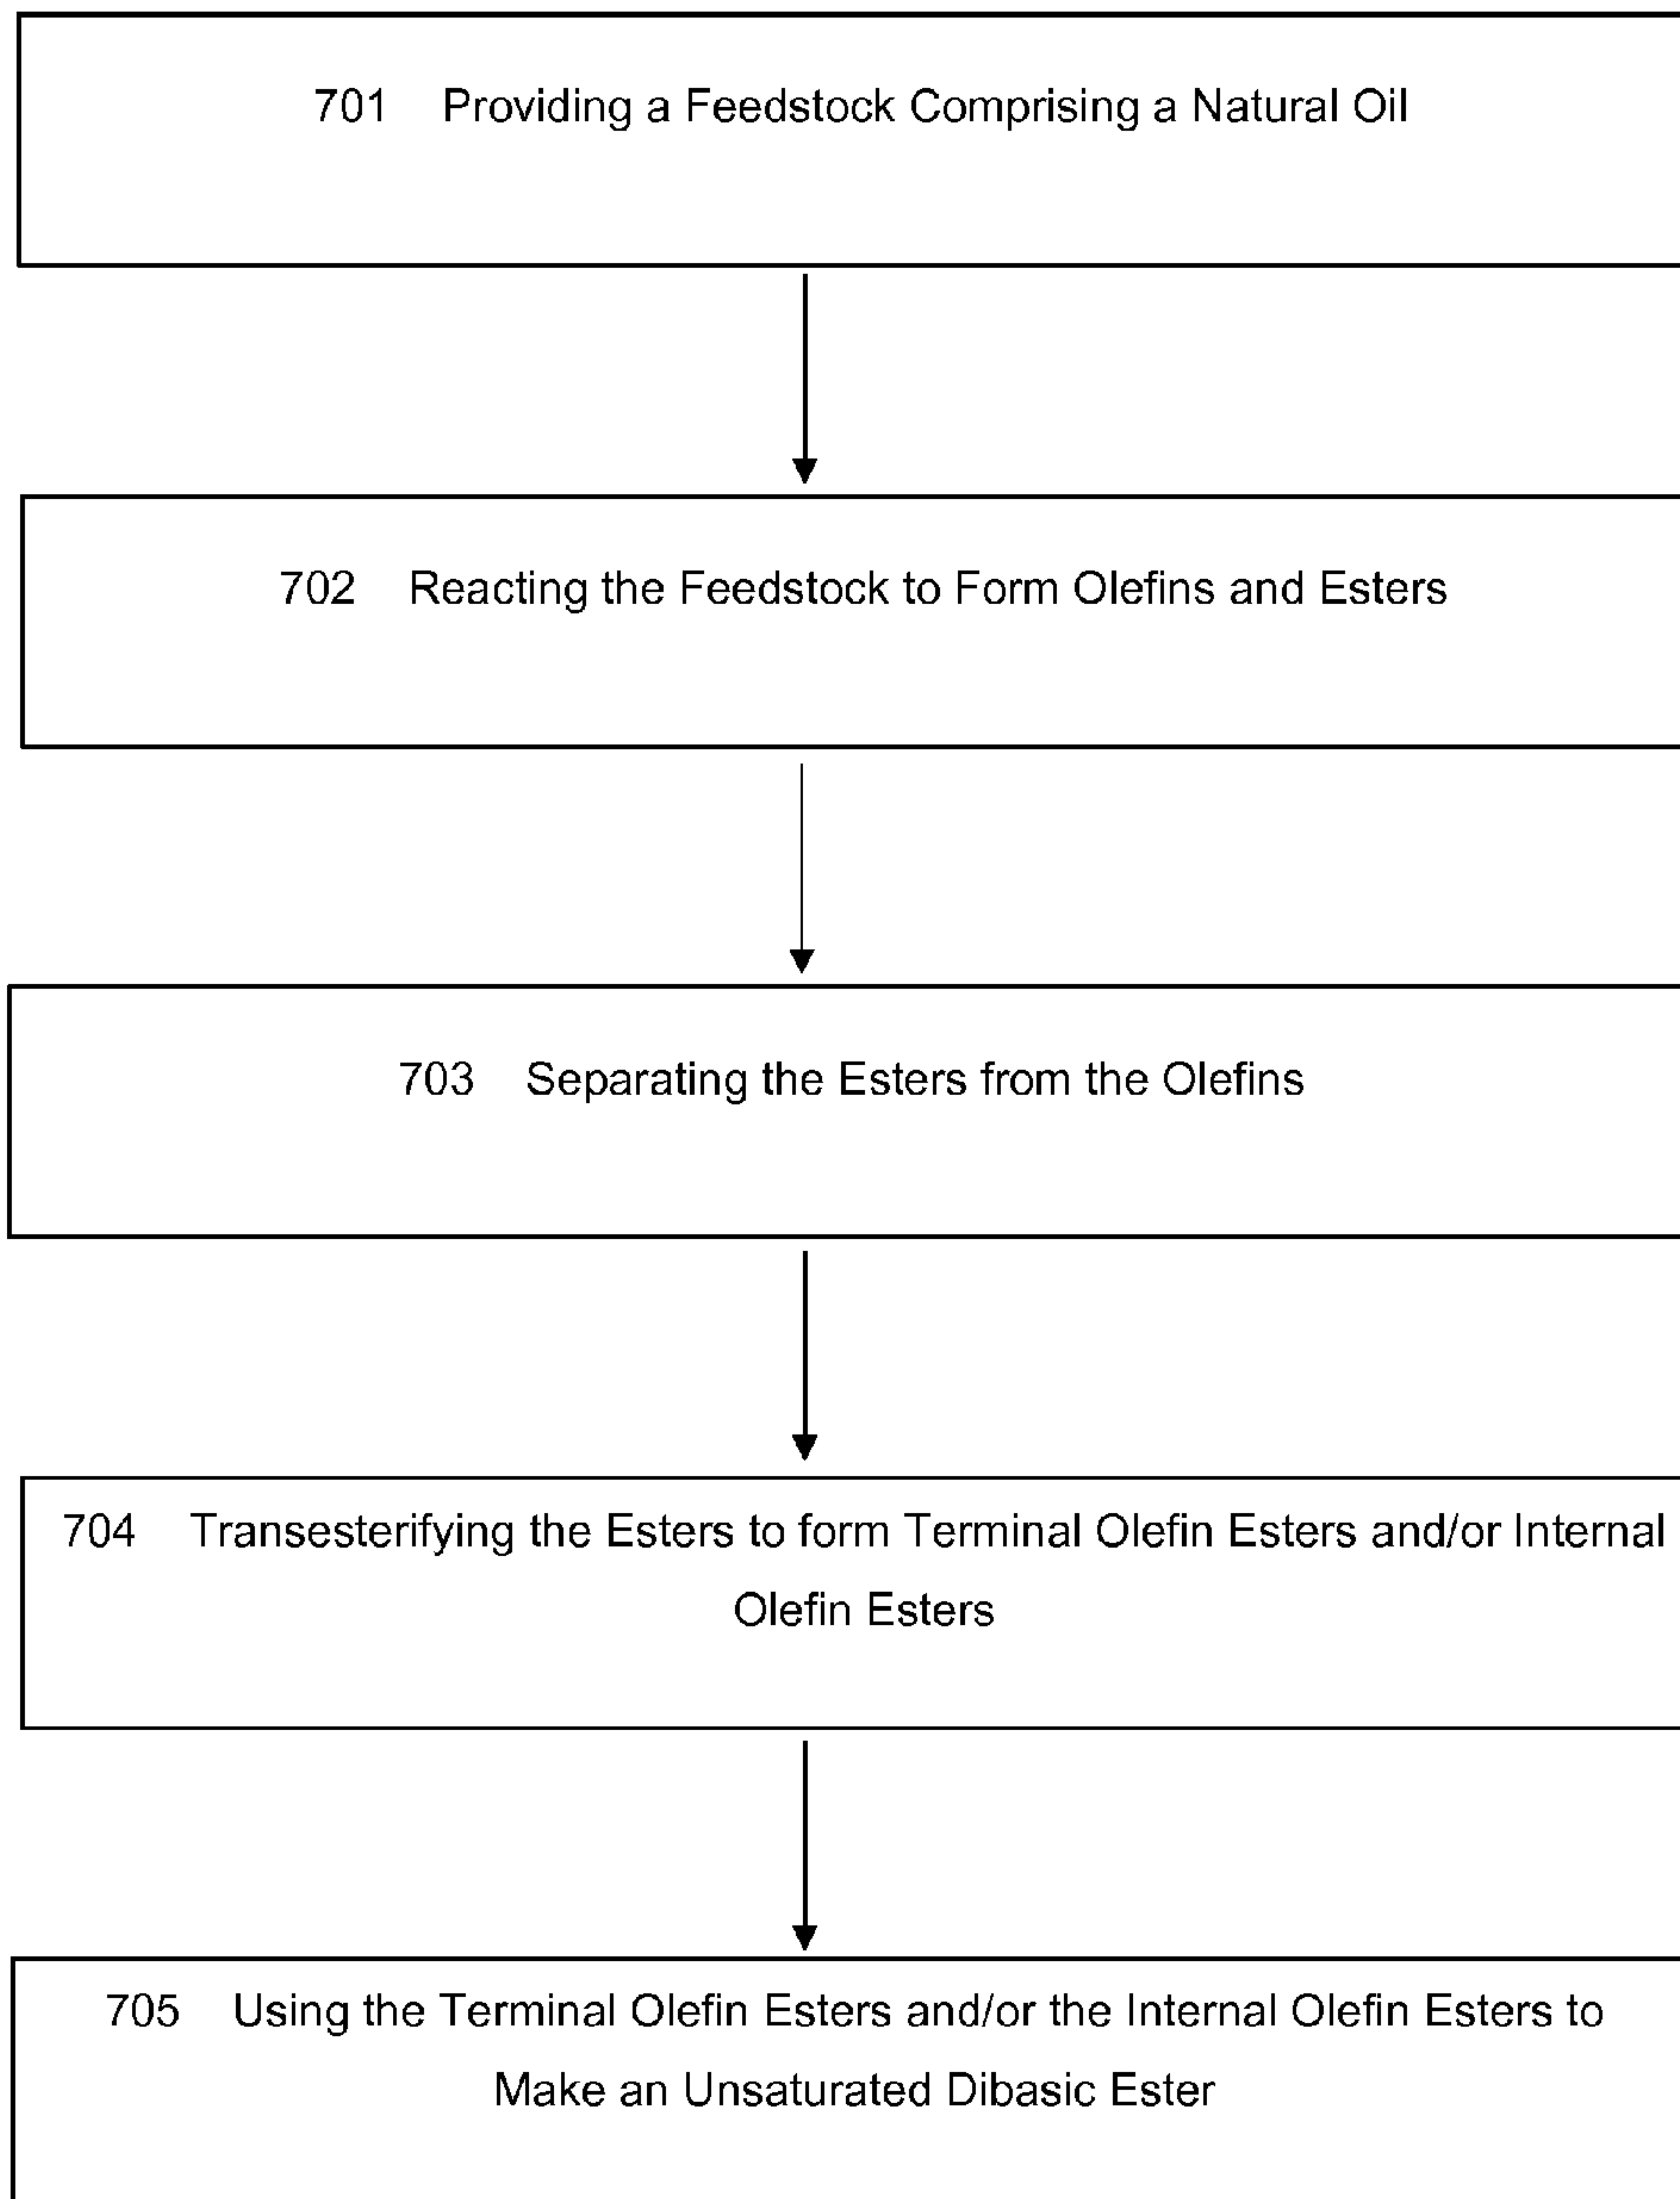 701 Providing a Feedstock Comprising a Natural Oil
702 Reacting the Feedstock to Form Olefins and Esters
703 Separating the Esters from the Olefins
704 Transesterifying the Esters to form Terminal Olefin Esters and/or Internal
Olefin Esters
705 Using the Terminal Olefin Esters and/or the Internal Olefin Esters to
Make an Unsaturated Dibasic Ester